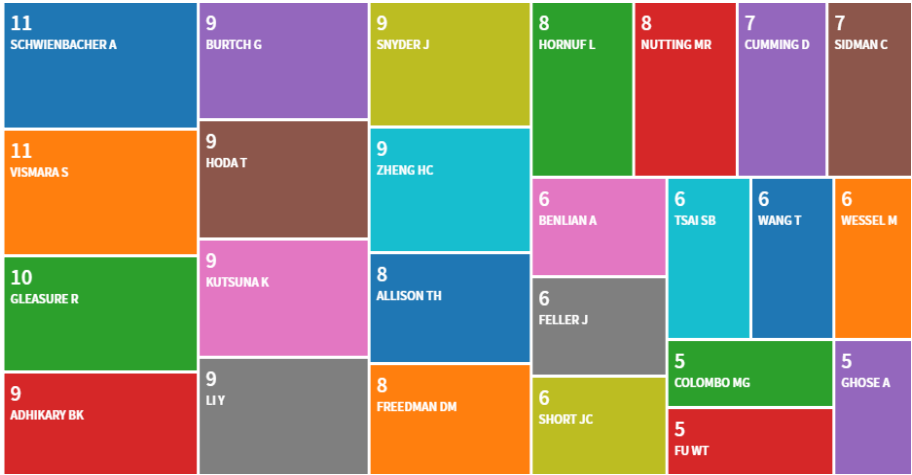 11
SCHWIENBACHER A
11
VISMARA S
10
GLEASURE R
9
ADHIKARY BK
9
BURTCH G
9
HODA T
9
KUTSUNA K
9
LI Y
9
SNYDER J
9
ZHENG HC
8
ALLISON TH
8
FREEDMAN DM
8
HORNUF L
8
NUTTING MR
7
CUMMING D
7
SIDMAN C
6
BENLIAN A
6
FELLER J
6
SHORT JC
6
TSAI SB
6
WANG T
6
WESSEL M
5
COLOMBO MG
5
FU WT
5
GHOSE A